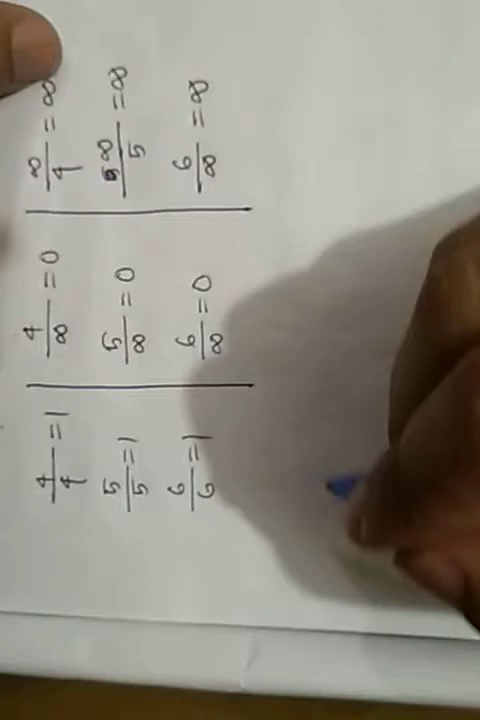 4/4 = 1 4/∞ = 0 ∞/4 = ∞
5/5 = 1 5/∞ = 0 ∞/5 = ∞
6/6 = 1 6/∞ = 0 6/∞ = ∞